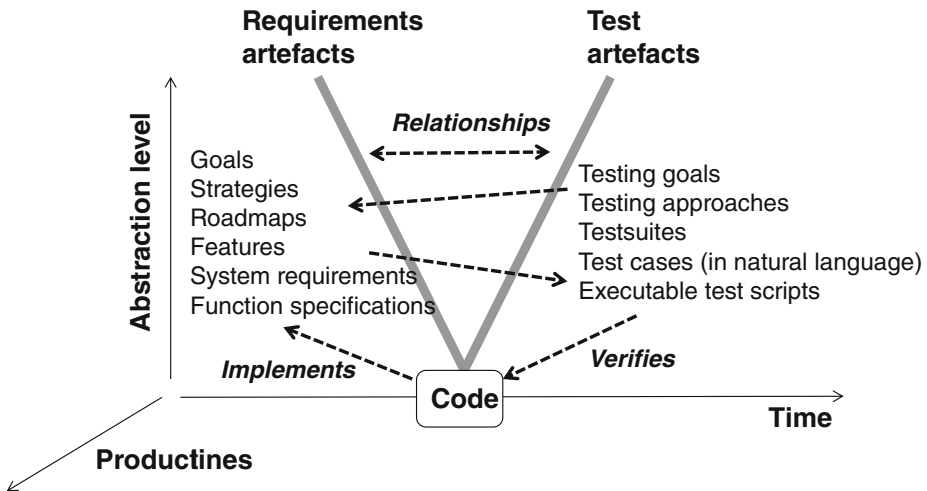 Requirements
artefacts
Test
artefacts
Relationships
Abstraction level
Goals
Strategies
Roadmaps
Features
System requirements
Function specifications
Testing goals
Testing approaches
Testsuites
Test cases (in natural language)
Executable test scripts
Implements
Verifies
Code
Time
Productines